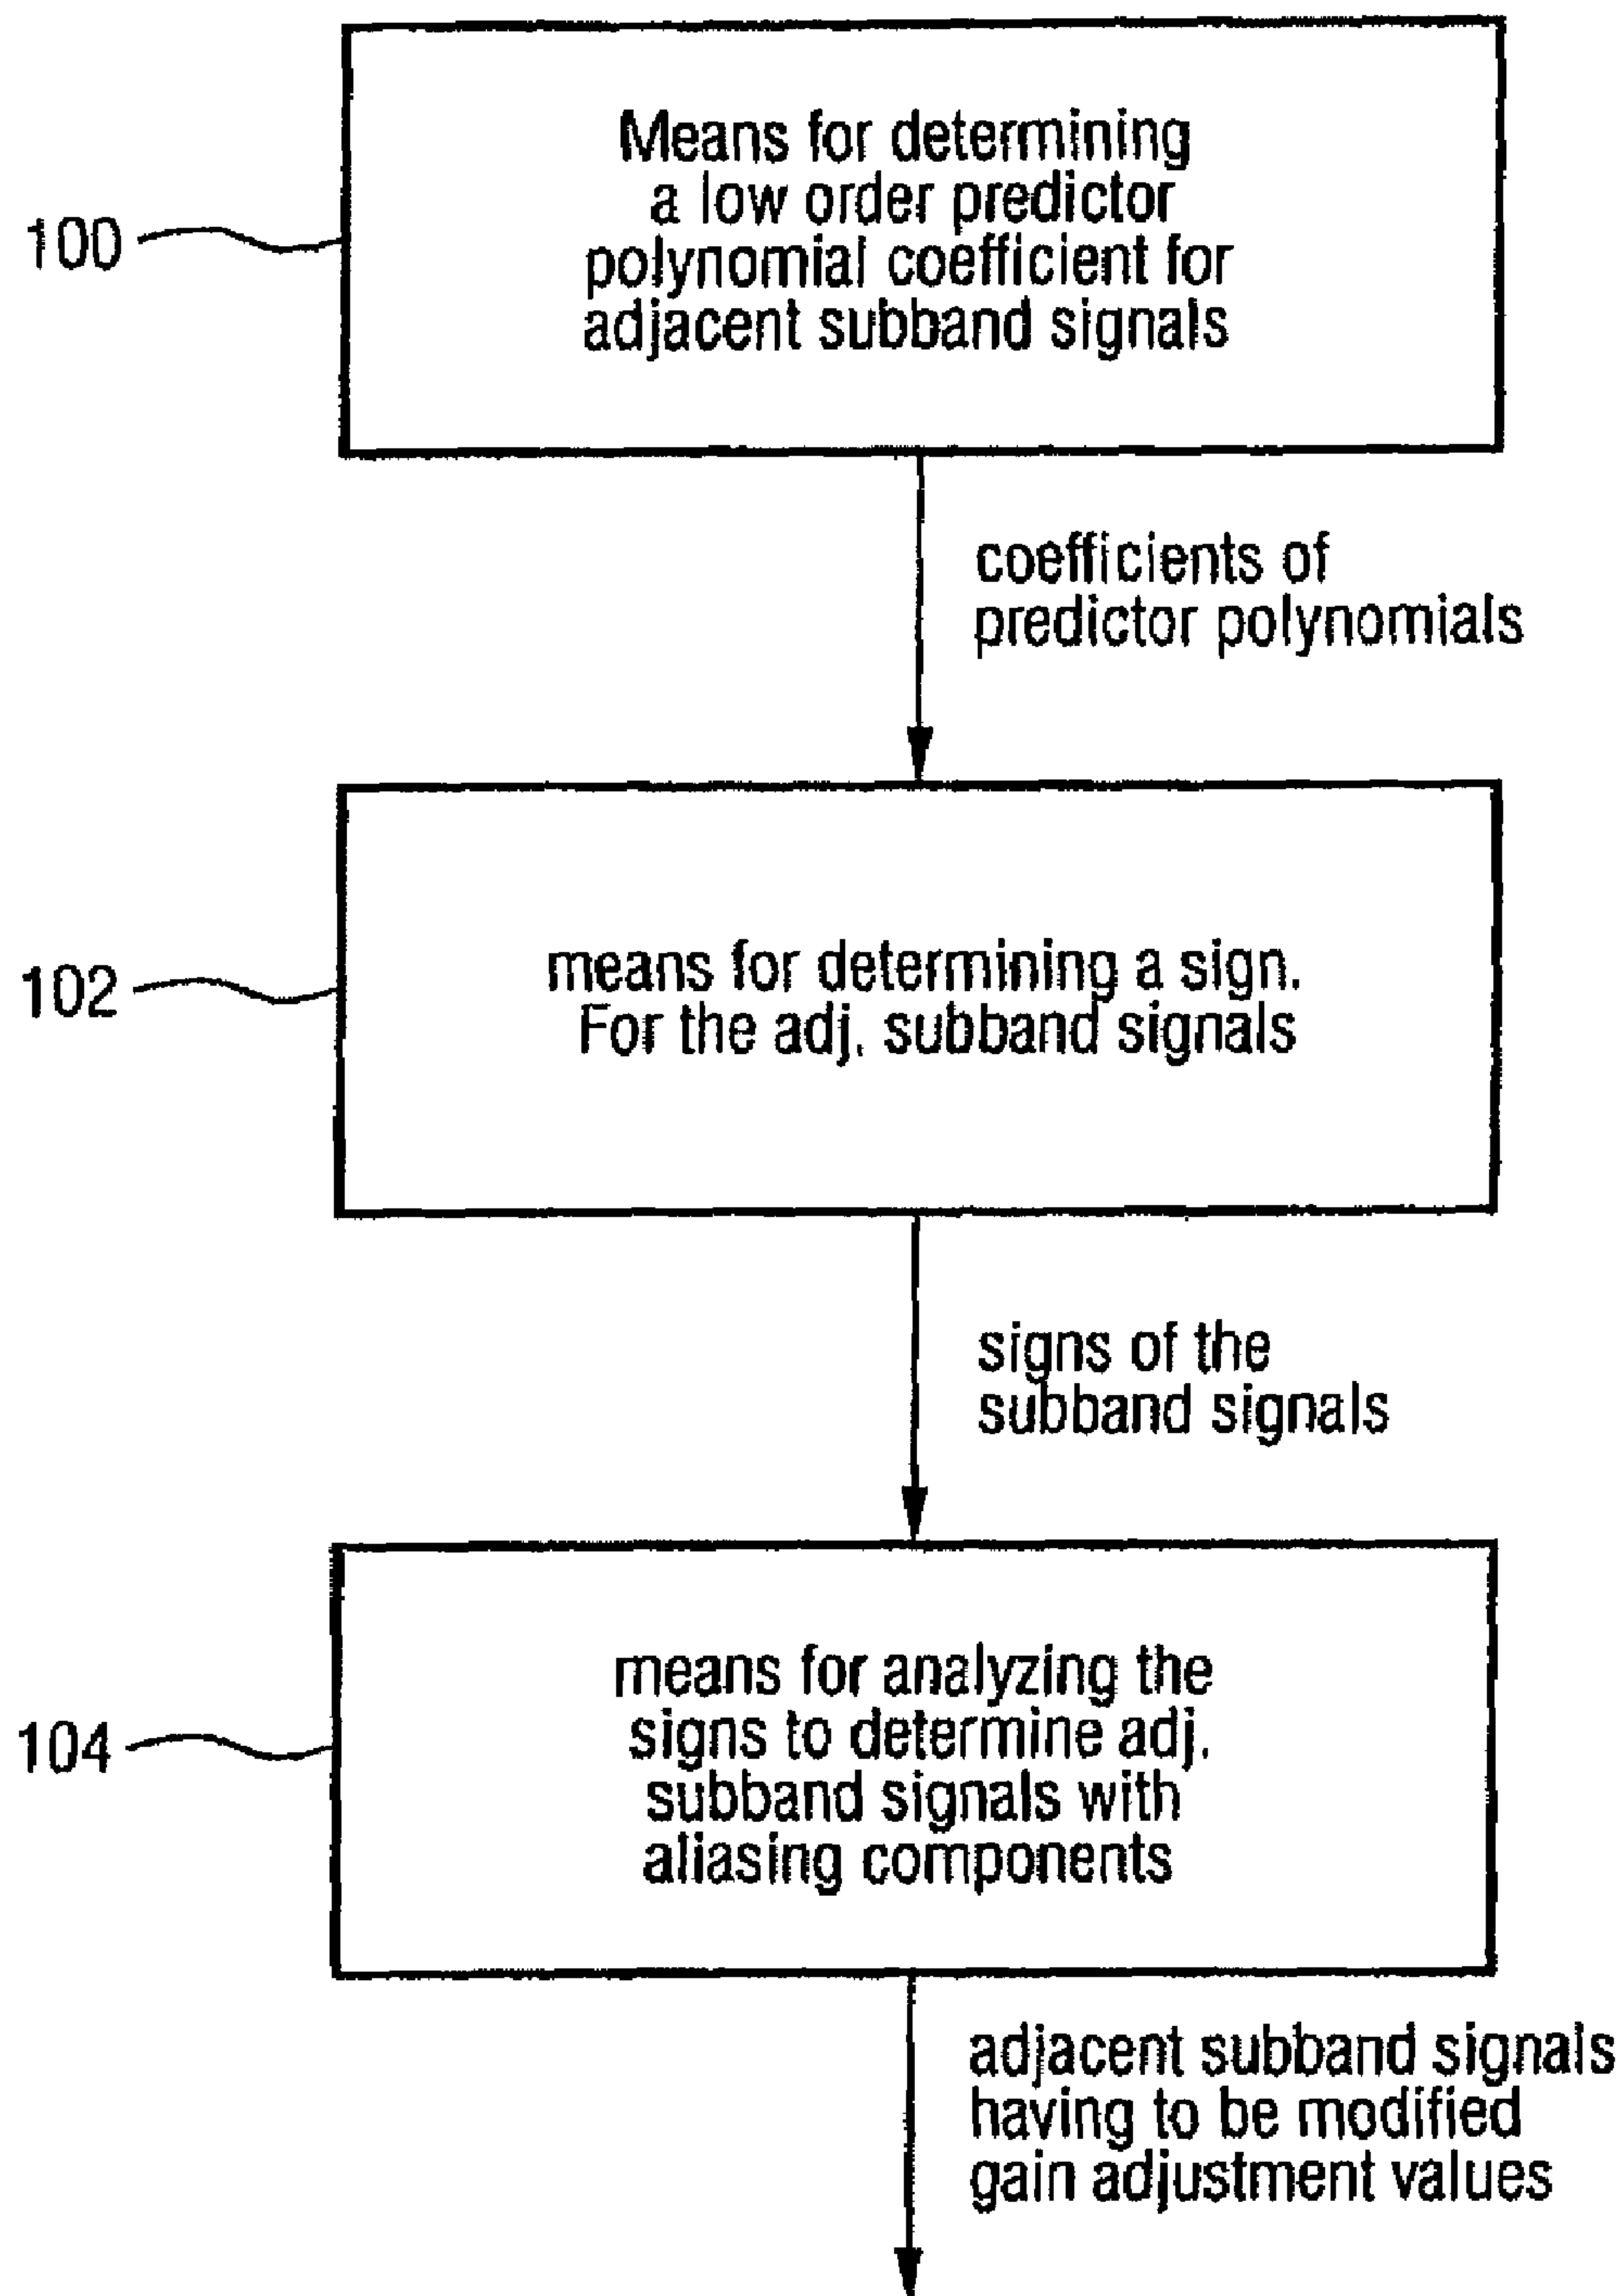 Means for determining
a low order predictor
polynomial coefficient for
adjacent subband signals
100
coefficients of
predictor polynomials
means for determining a sign.
For the adj. subband signals
102
signs of the
subband signals
means for analyzing the
signs to determine adj.
subband signals with
aliasing components
104
adjacent subband signals
having to be modified
gain adjustment values